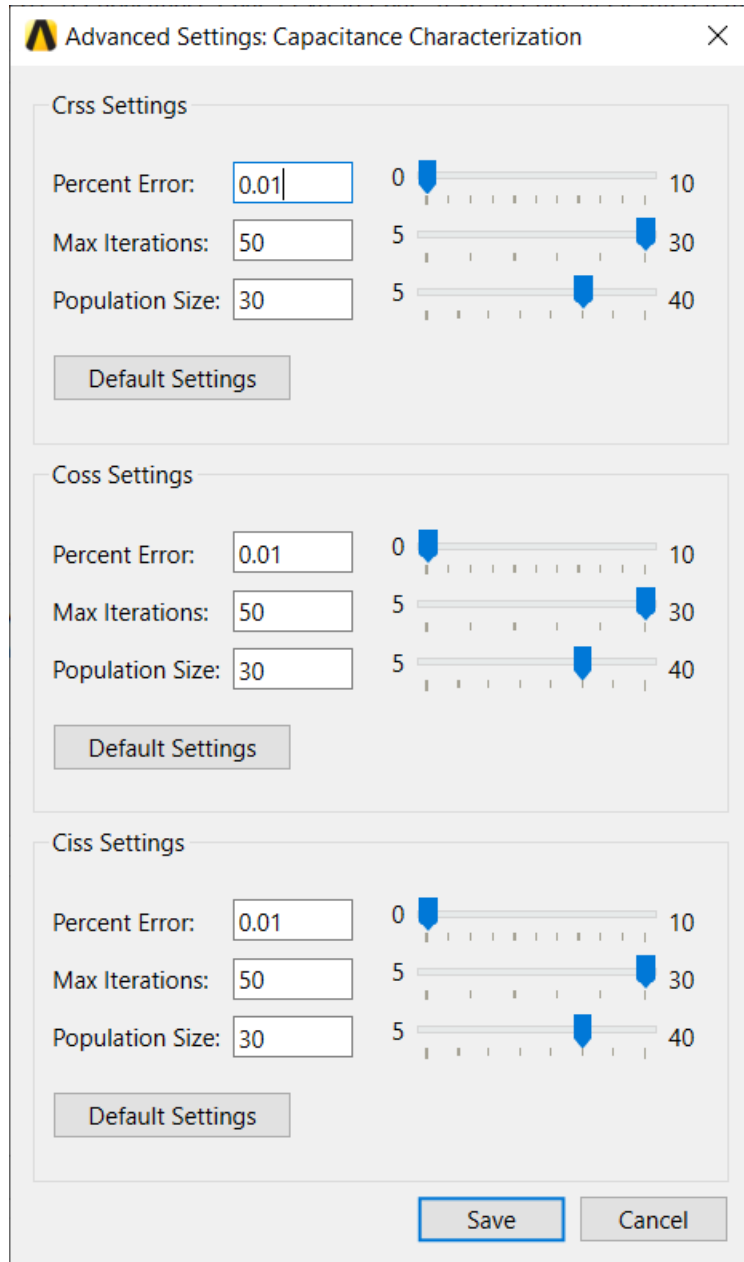 Advanced Settings: Capacitance Characterization
Crss Settings
Percent Error: 0.01 0 10
Max Iterations: 50 5 30
Population Size: 30 5 40
Default Settings
Coss Settings
Percent Error: 0.01 0 10
Max Iterations: 50 5 30
Population Size: 30 5 40
Default Settings
Ciss Settings
Percent Error: 0.01 0 10
Max Iterations: 50 5 30
Population Size: 30 5 40
Default Settings
Save Cancel